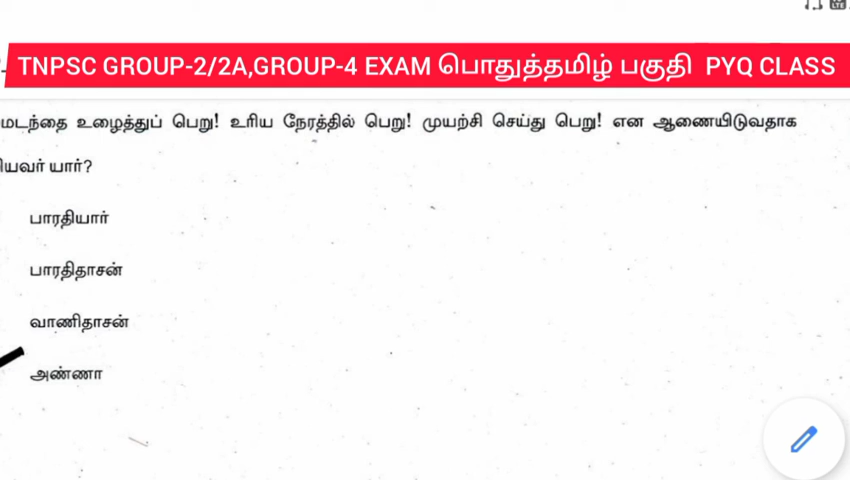 TNPSC GROUP-2/2A,GROUP-4 EXAM பொதுத்தமிழ் பகுதி PYQ CLASS
மடந்தை உழைத்துப் பெறு! உரிய நேரத்தில் பெறு! முயற்சி செய்து பெறு! என ஆணையிடுவதாக
யவர் யார்?
பாரதியார்
பாரதிதாசன்
வாணிதாசன்
அண்ணா